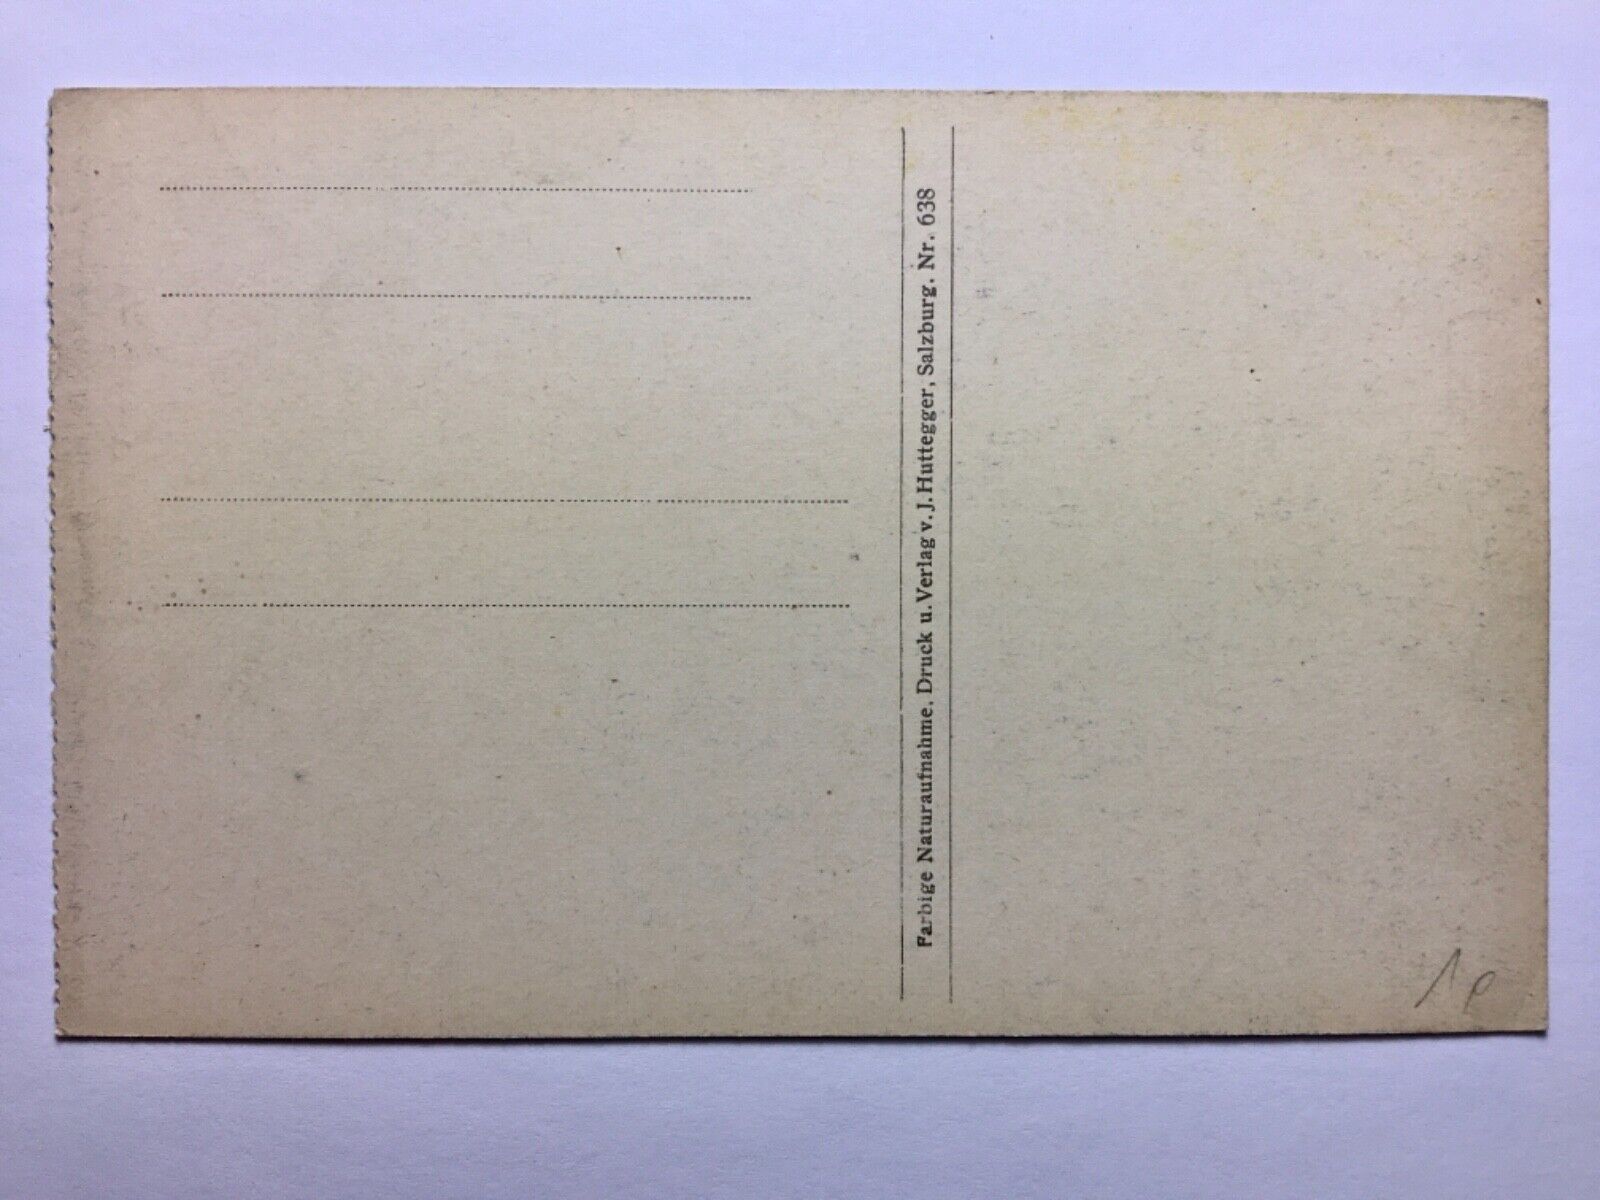 Farbige Naturaufnahme, Druck u. Verlag v. J. Huttegger, Salzburg. Nr. 638